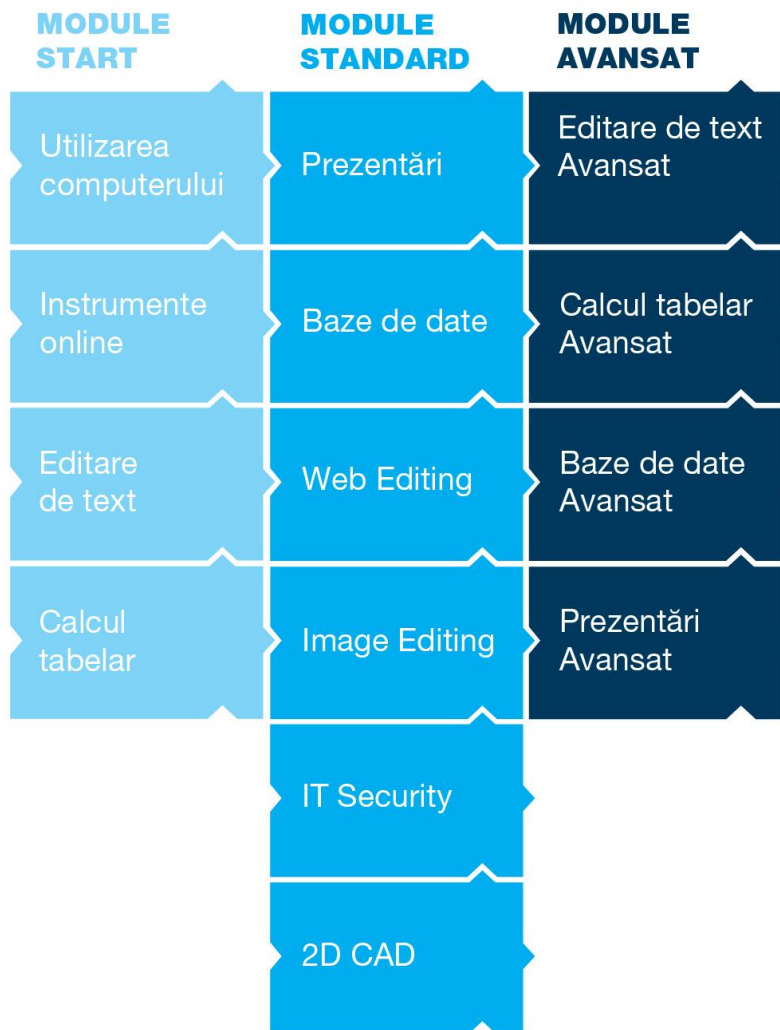 MODULE
START
Utilizarea
computerului
Instrumente
online
Editare
de text
Calcul
tabelar
MODULE
STANDARD
Prezentări
Baze de date
Web Editing
Image Editing
IT Security
2D CAD
MODULE
AVANSAT
Editare de text
Avansat
Calcul tabelar
Avansat
Baze de date
Avansat
Prezentări
Avansat